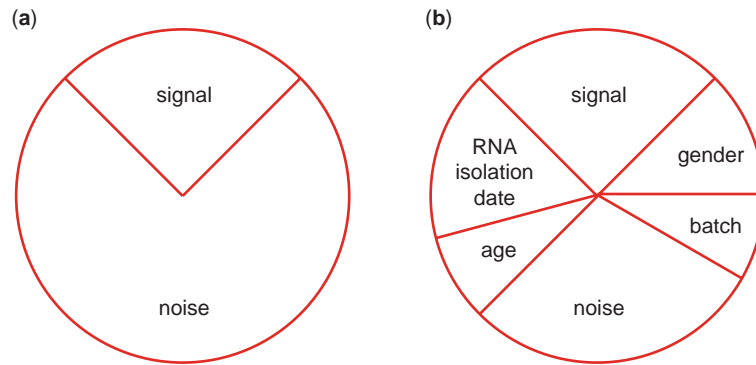 (a)
signal
noise
(b)
signal
gender
RNA
isolation
date
batch
age
noise